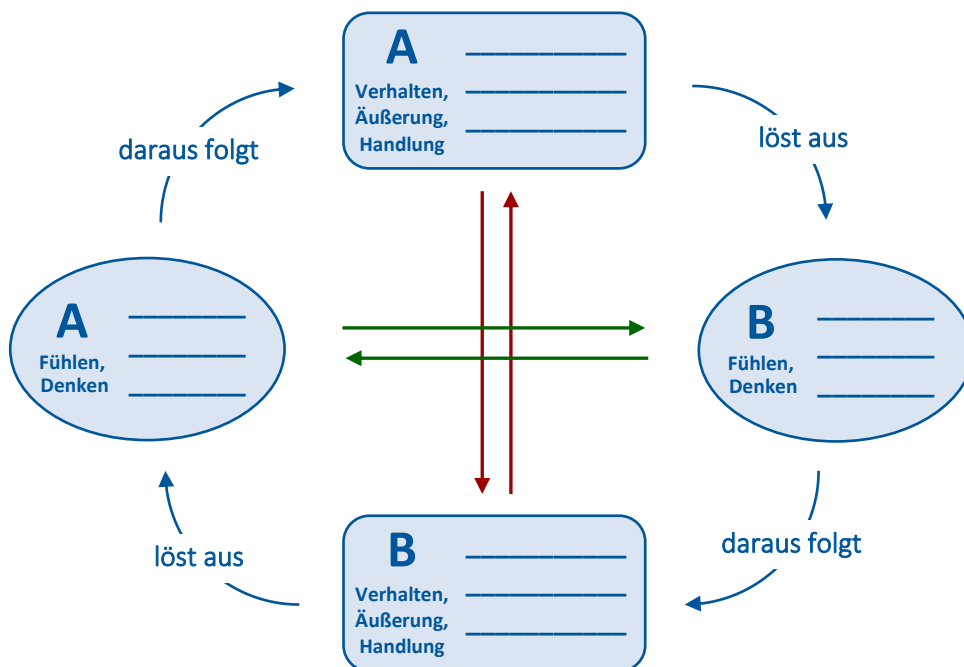 A
Verhalten,
Äußerung,
Handlung
daraus folgt
löst aus
A
Fühlen,
Denken
B
Fühlen,
Denken
löst aus
daraus folgt
B
Verhalten,
Äußerung,
Handlung